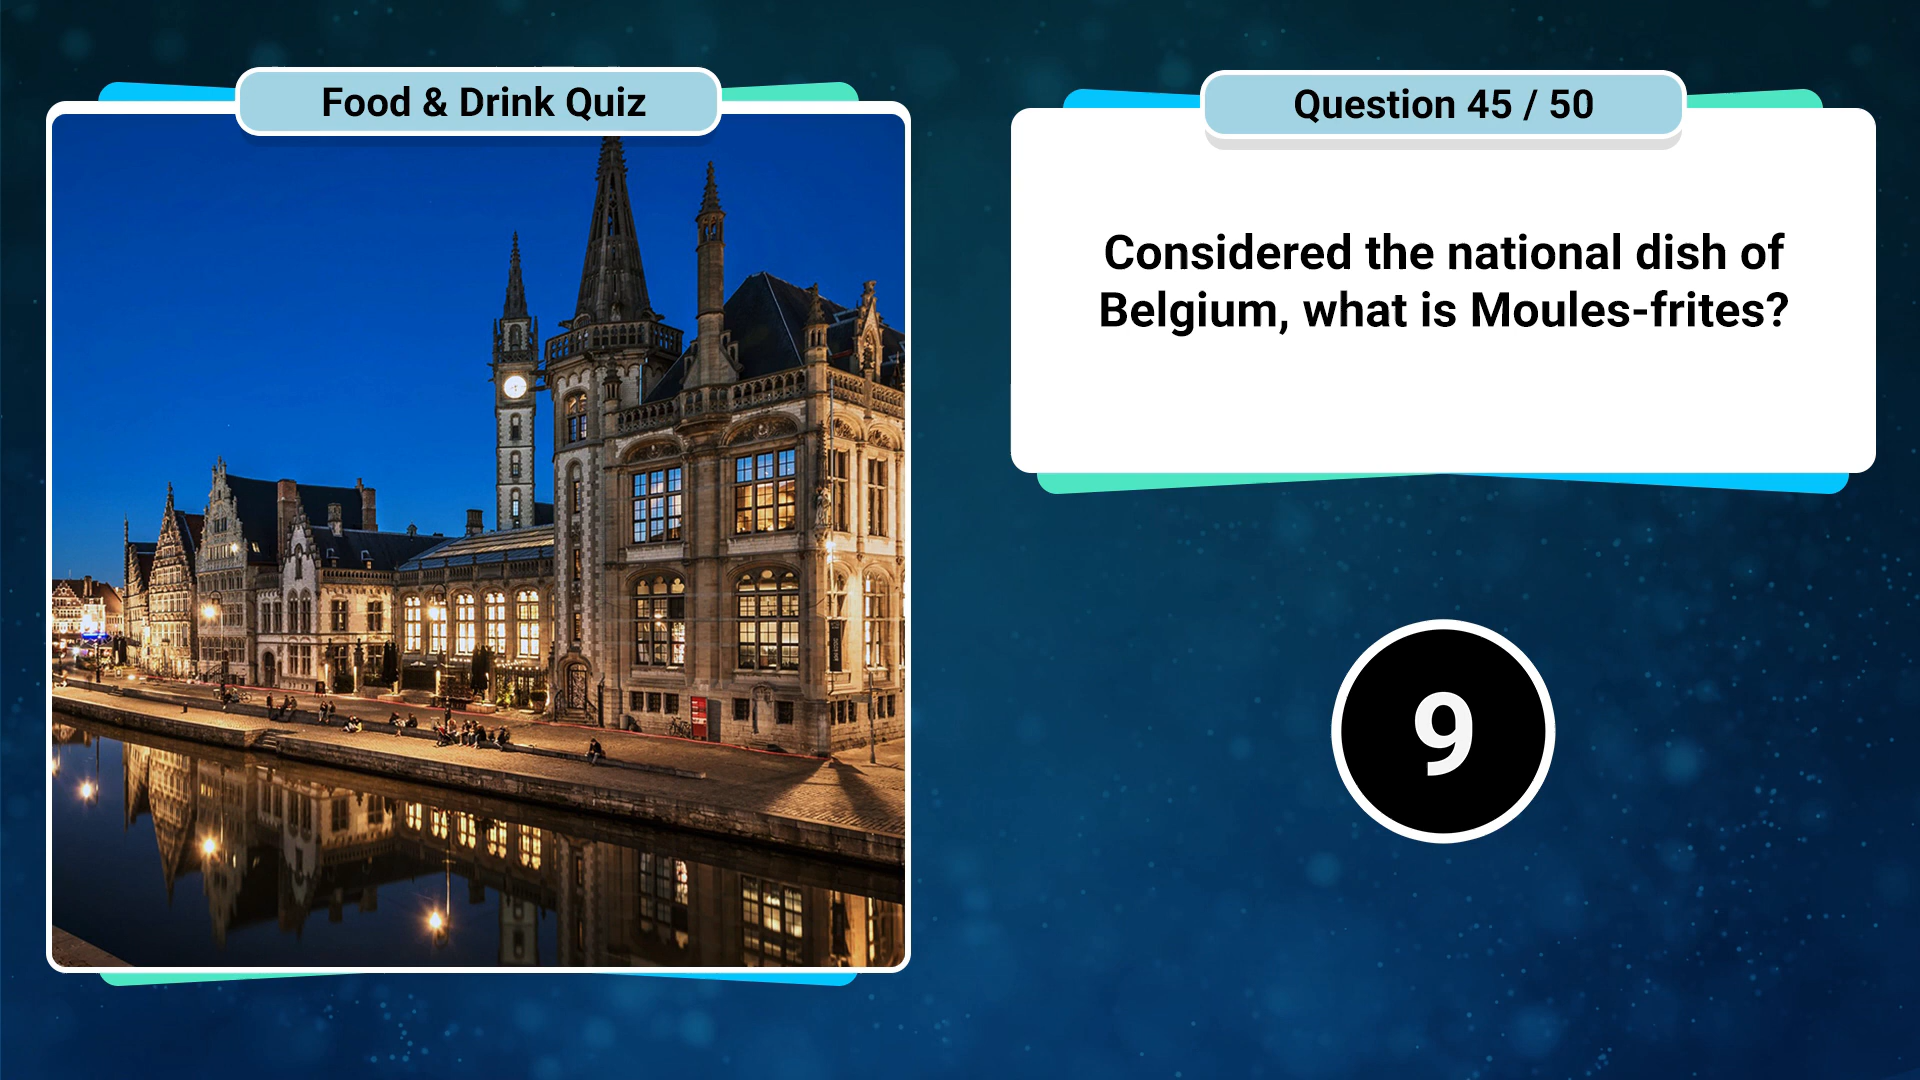 Food & Drink Quiz
Question 45 / 50
Considered the national dish of
Belgium, what is Moules-frites?
9